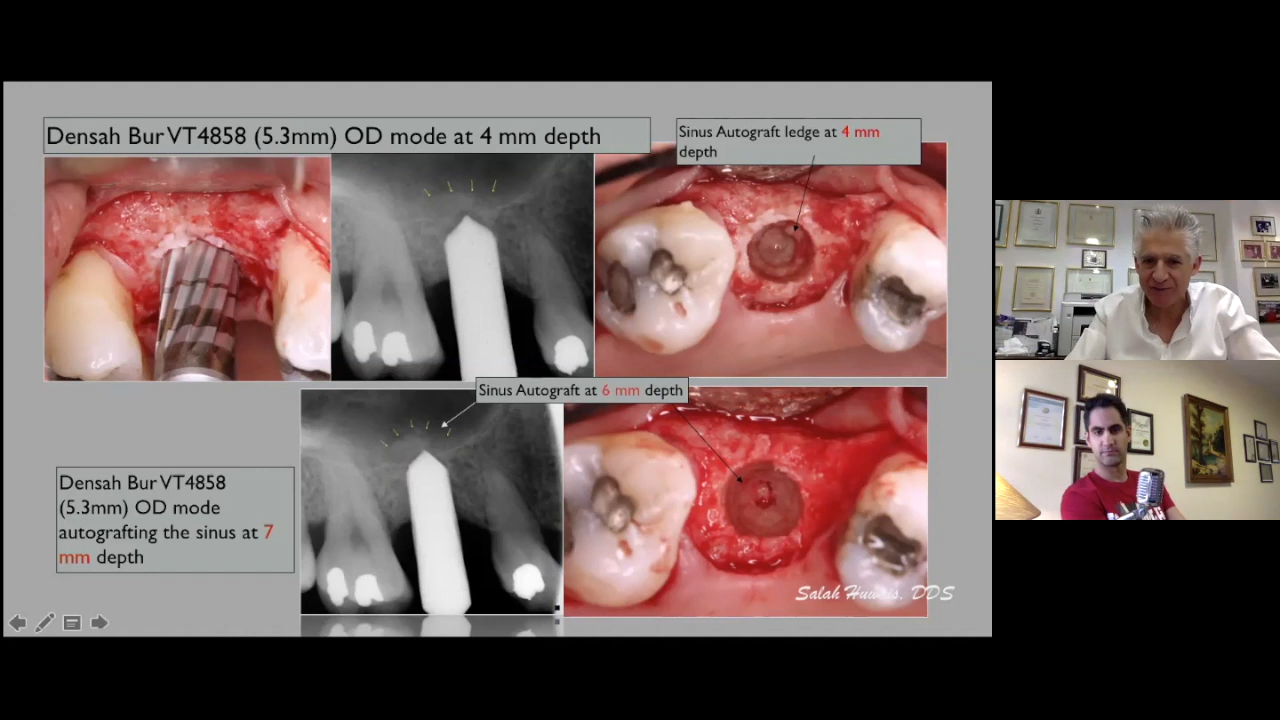 Densah Bur VT4858 (5.3mm) OD mode at 4 mm depth
Sinus Autograft ledge at 4 mm
depth
Sinus Autograft at 6 mm depth
Densah Bur VT4858
(5.3mm) OD mode
autografting the sinus at 7
mm depth
Salah Huwais, DDS